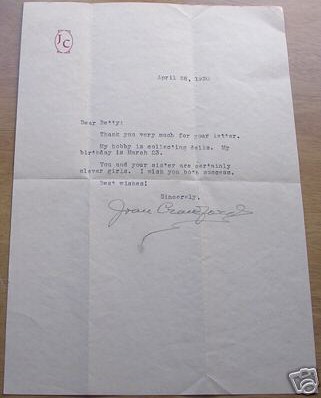 JC
April 26, 1930
Dear Betty:
Thank you very much for your letter.
My hobby is collecting dolls. My
birthday is March 23.
You and your sister are certainly
clever girls. I wish you both success.
Best wishes!
Sincerely,
Joan Crawford